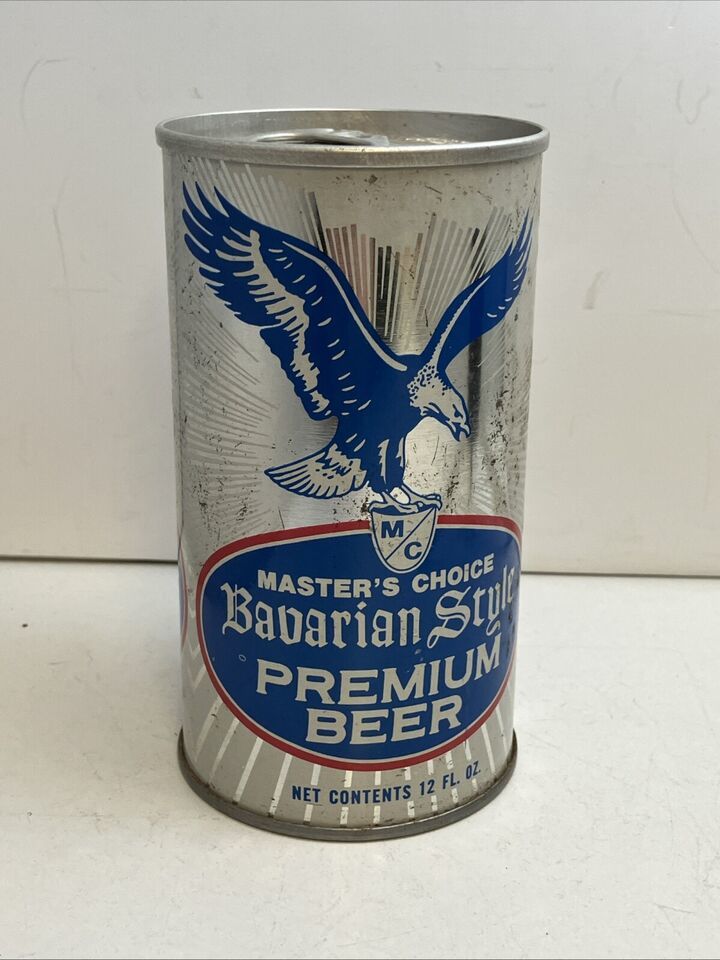 M/C
MASTER'S CHOICE
Bavarian Style
PREMIUM
BEER
NET CONTENTS 12 FL. OZ.